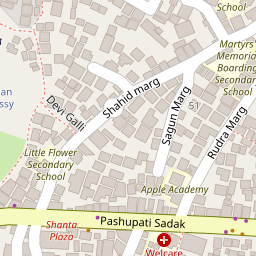 School
Martyrs'
Memorial
Boarding
Secondary
School
Shahid marg
Devi Galli
51
Sagun Marg
Rudra Marg
Little Flower
Secondary
School
Apple Academy
Pashupati Sadak
Shanta
Plaza
Welcare